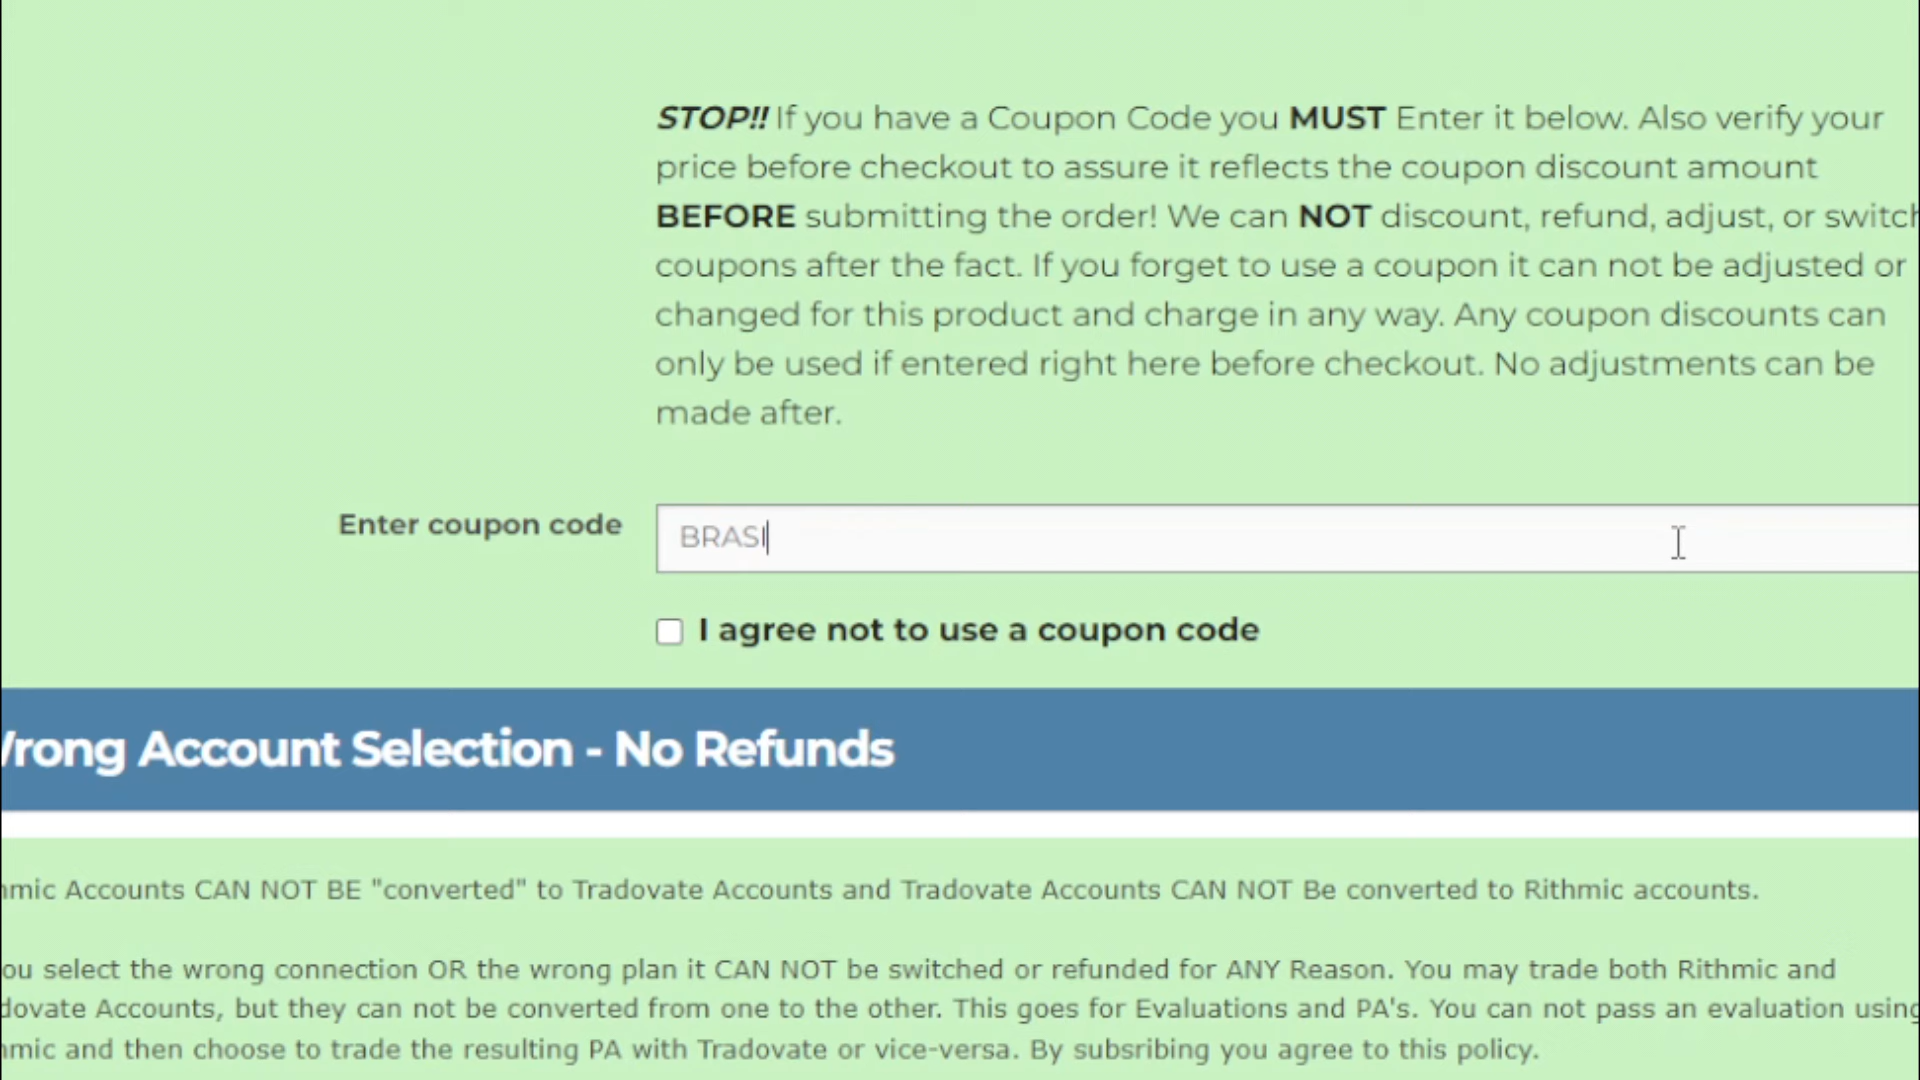 STOP!! If you have a Coupon Code you MUST Enter it below. Also verify your
price before checkout to assure it reflects the coupon discount amount
BEFORE submitting the order! We can NOT discount, refund, adjust, or switch
coupons after the fact. If you forget to use a coupon it can not be adjusted or
changed for this product and charge in any way. Any coupon discounts can
only be used if entered right here before checkout. No adjustments can be
made after.
Enter coupon code
BRASI
I agree not to use a coupon code
Wrong Account Selection - No Refunds
hmic Accounts CAN NOT BE "converted" to Tradovate Accounts and Tradovate Accounts CAN NOT Be converted to Rithmic accounts.
ou select the wrong connection OR the wrong plan it CAN NOT be switched or refunded for ANY Reason. You may trade both Rithmic and
dovate Accounts, but they can not be converted from one to the other. This goes for Evaluations and PA's. You can not pass an evaluation using
hmic and then choose to trade the resulting PA with Tradovate or vice-versa. By subsribing you agree to this policy.